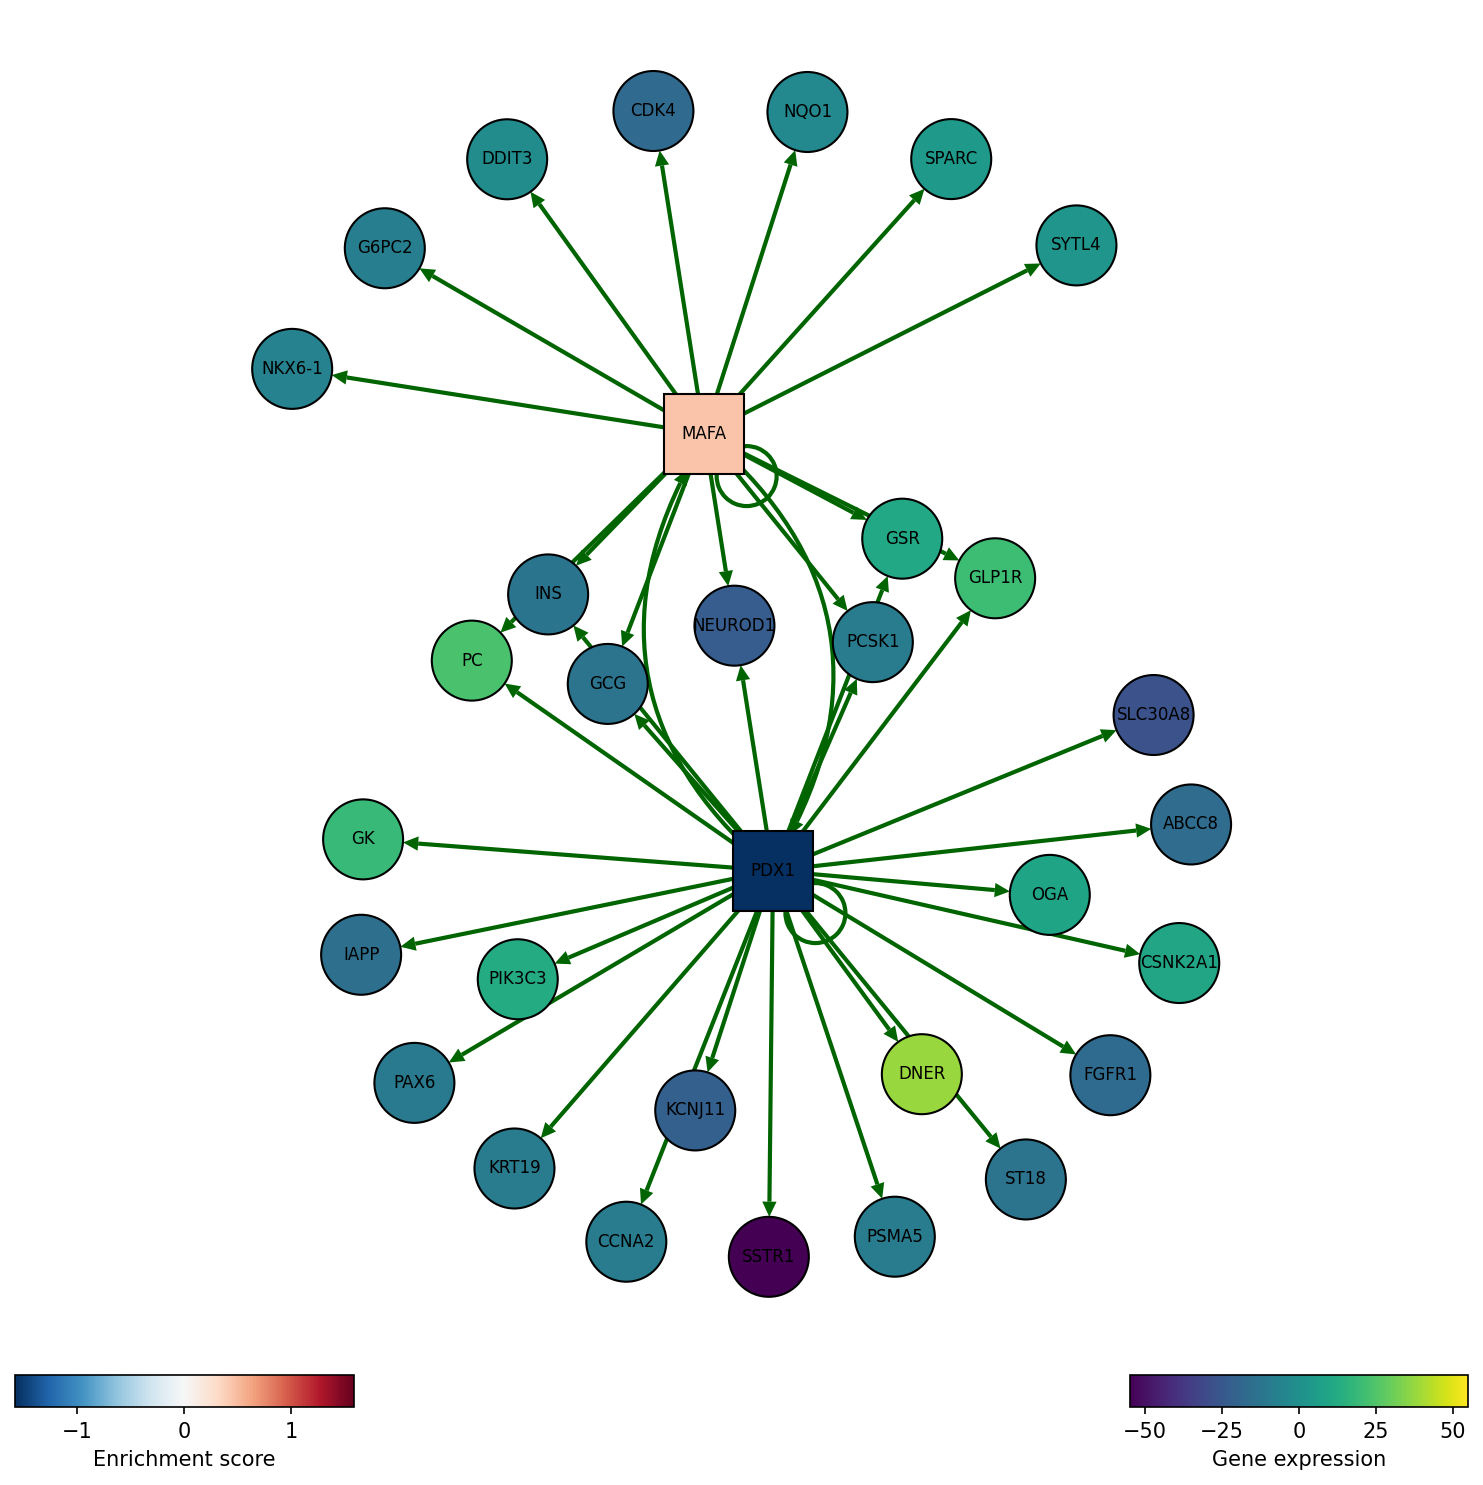 CDK4
NQO1
DDIT3
SPARC
G6PC2
SYTL4
NKX6-1
MAFA
GSR
GLP1R
INS
NEUROD1
PCSK1
PC
GCG
SLC30A8
GK
ABCC8
PDX1
OGA
IAPP
PIK3C3
CSNK2A1
PAX6
DNER
FGFR1
KCNJ11
KRT19
ST18
CCNA2
SSTR1
PSMA5
−1 0 1
Enrichment score
−50 −25 0 25 50
Gene expression